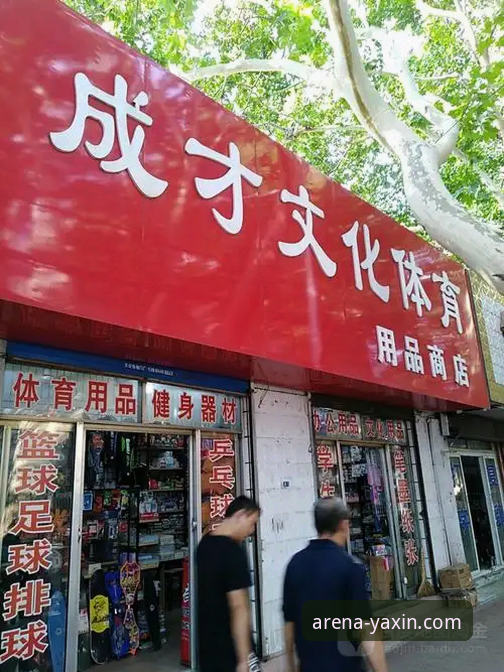 成才文化体育
用品商店
体育用品
健身器材
办公用品 文化用品
篮球足球排球
乒乓球
学生
arena-yaxin.com